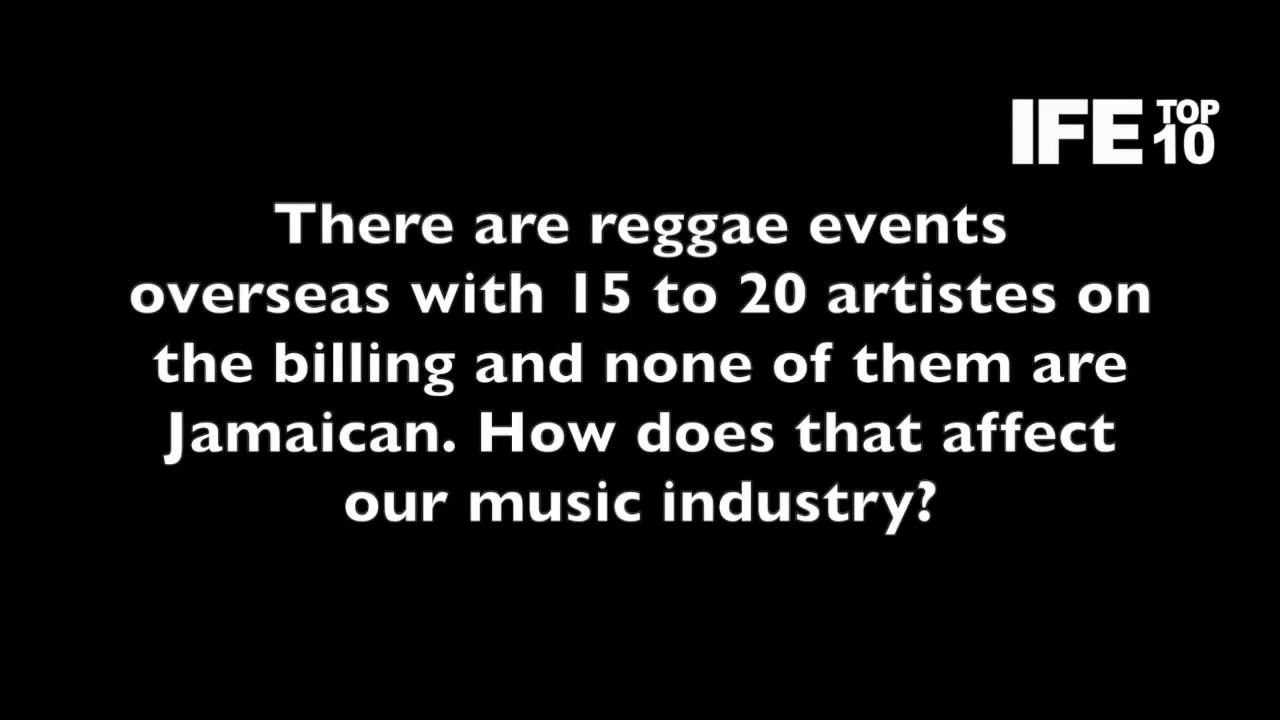 IFE TOP 10
There are reggae events
overseas with 15 to 20 artistes on
the billing and none of them are
Jamaican. How does that affect
our music industry?